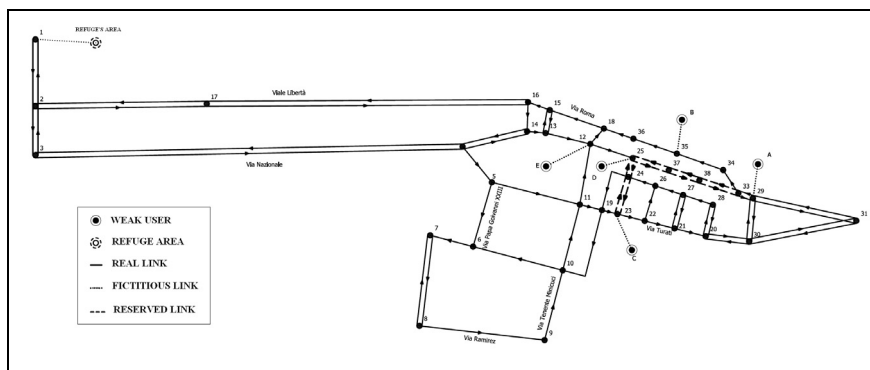 1
REFUGE'S AREA
2
17
Viale Libertà
16
15
Via Roma
B
14
13
18
36
A
3
Via Nazionale
12
25
35
34
E
D
37
38
24
26
33
29
5
27
28
31
Via Papa Giovanni XXIII
11
19
23
22
Via Turati
21
20
30
7
6
C
10
Via Tenente Mericoci
8
Via Ramirez
9
WEAK USER
REFUGE AREA
REAL LINK
FICTITIOUS LINK
RESERVED LINK